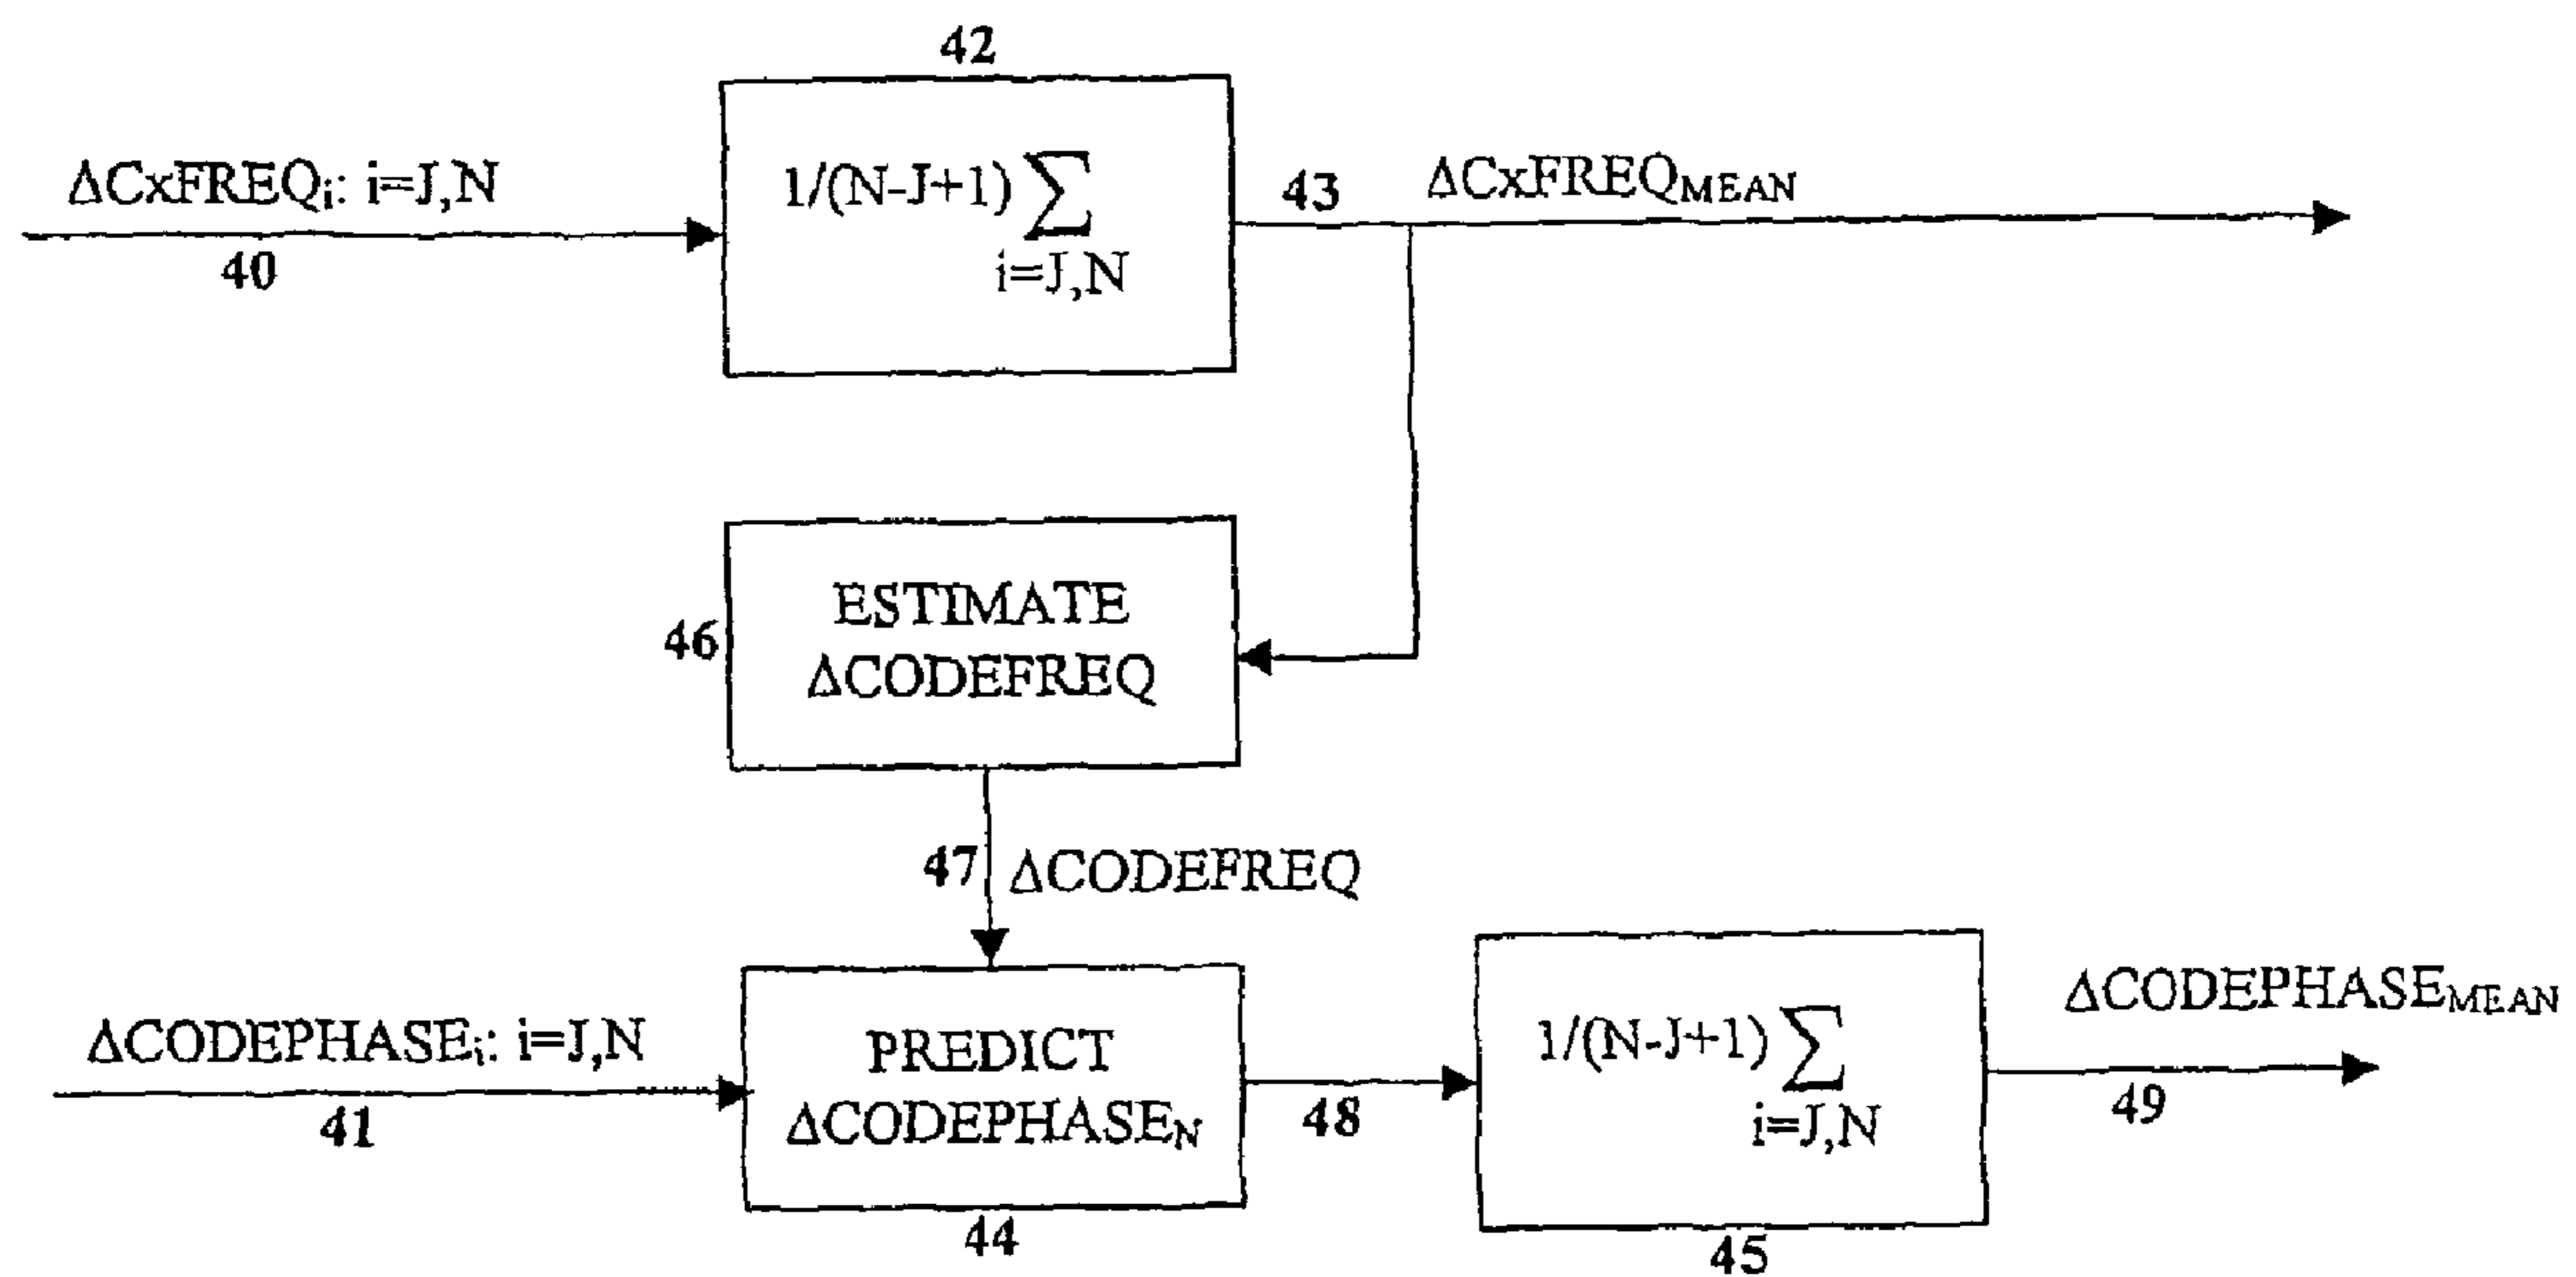 42
ΔCxFREQi: i=J,N
40
1/(N-J+1) ∑
i=J,N
43
ΔCxFREQMEAN
46
ESTIMATE
ΔCODEFREQ
47
ΔCODEFREQ
ΔCODEPHASEi: i=J,N
41
PREDICT
ΔCODEPHASEN
44
48
1/(N-J+1) ∑
i=J,N
45
ΔCODEPHASEMEAN
49